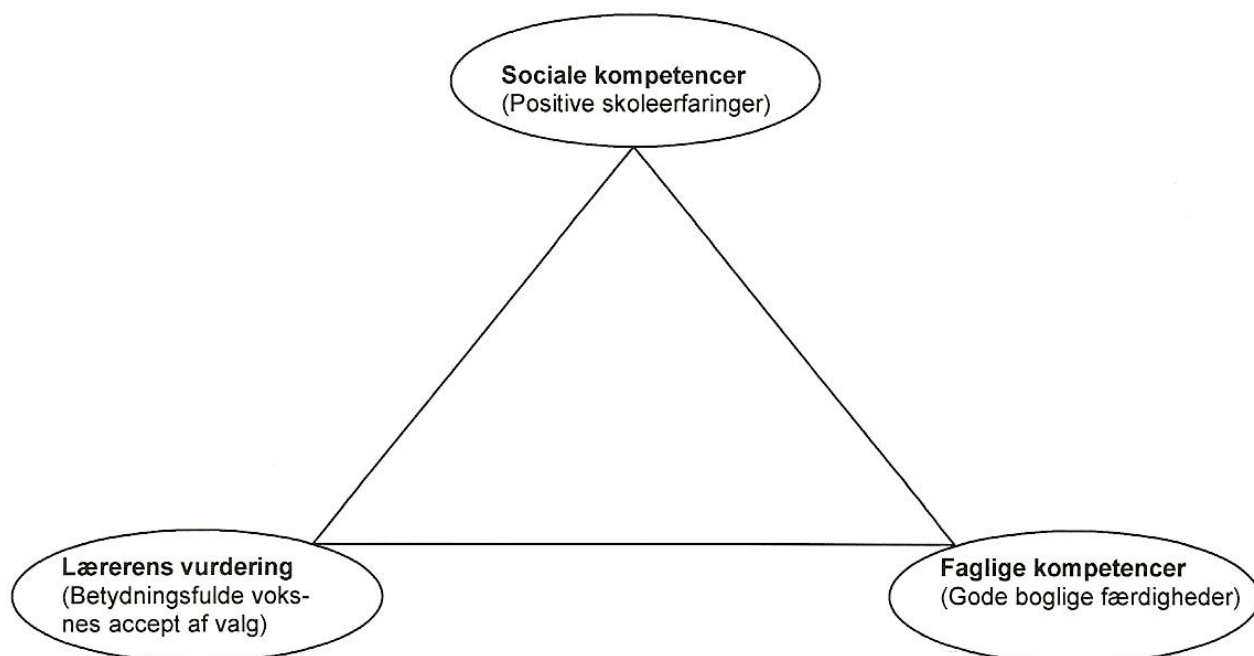 Sociale kompetencer
(Positive skoleerfaringer)
Lærerens vurdering
(Betydningsfulde voks-
nes accept af valg)
Faglige kompetencer
(Gode boglige færdigheder)